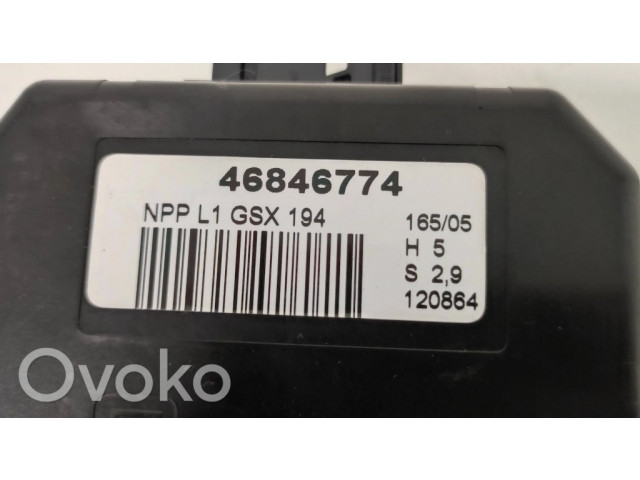 46846774
NPP L1 GSX 194
165/05
H 5
S 2,9
120864
Ovoko